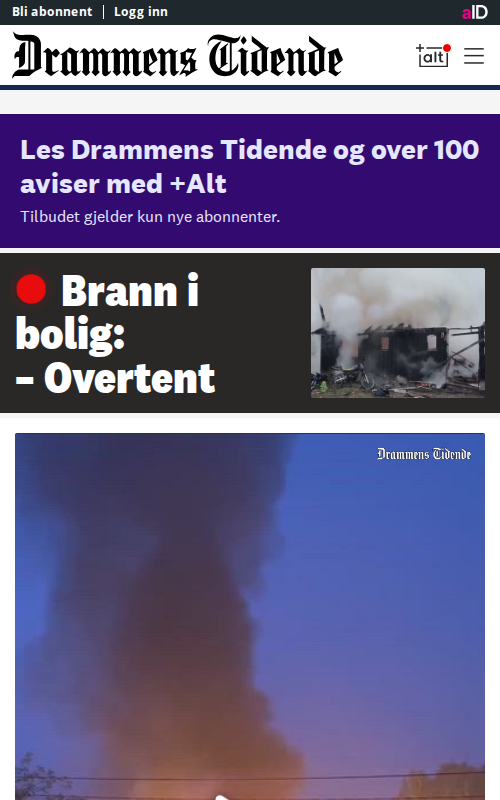 Bli abonnent
Logg inn
aID
Drammens Tidende
+alt
Les Drammens Tidende og over 100
aviser med +Alt
Tilbudet gjelder kun nye abonnenter.
Brann i
bolig:
– Overtent
Drammens Tidende